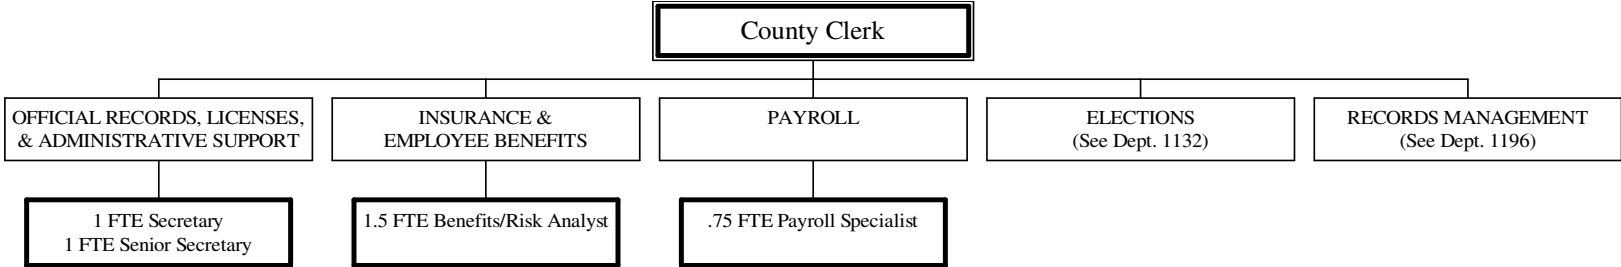 County Clerk
OFFICIAL RECORDS, LICENSES,
& ADMINISTRATIVE SUPPORT
INSURANCE &
EMPLOYEE BENEFITS
PAYROLL
ELECTIONS
(See Dept. 1132)
RECORDS MANAGEMENT
(See Dept. 1196)
1 FTE Secretary
1 FTE Senior Secretary
1.5 FTE Benefits/Risk Analyst
.75 FTE Payroll Specialist